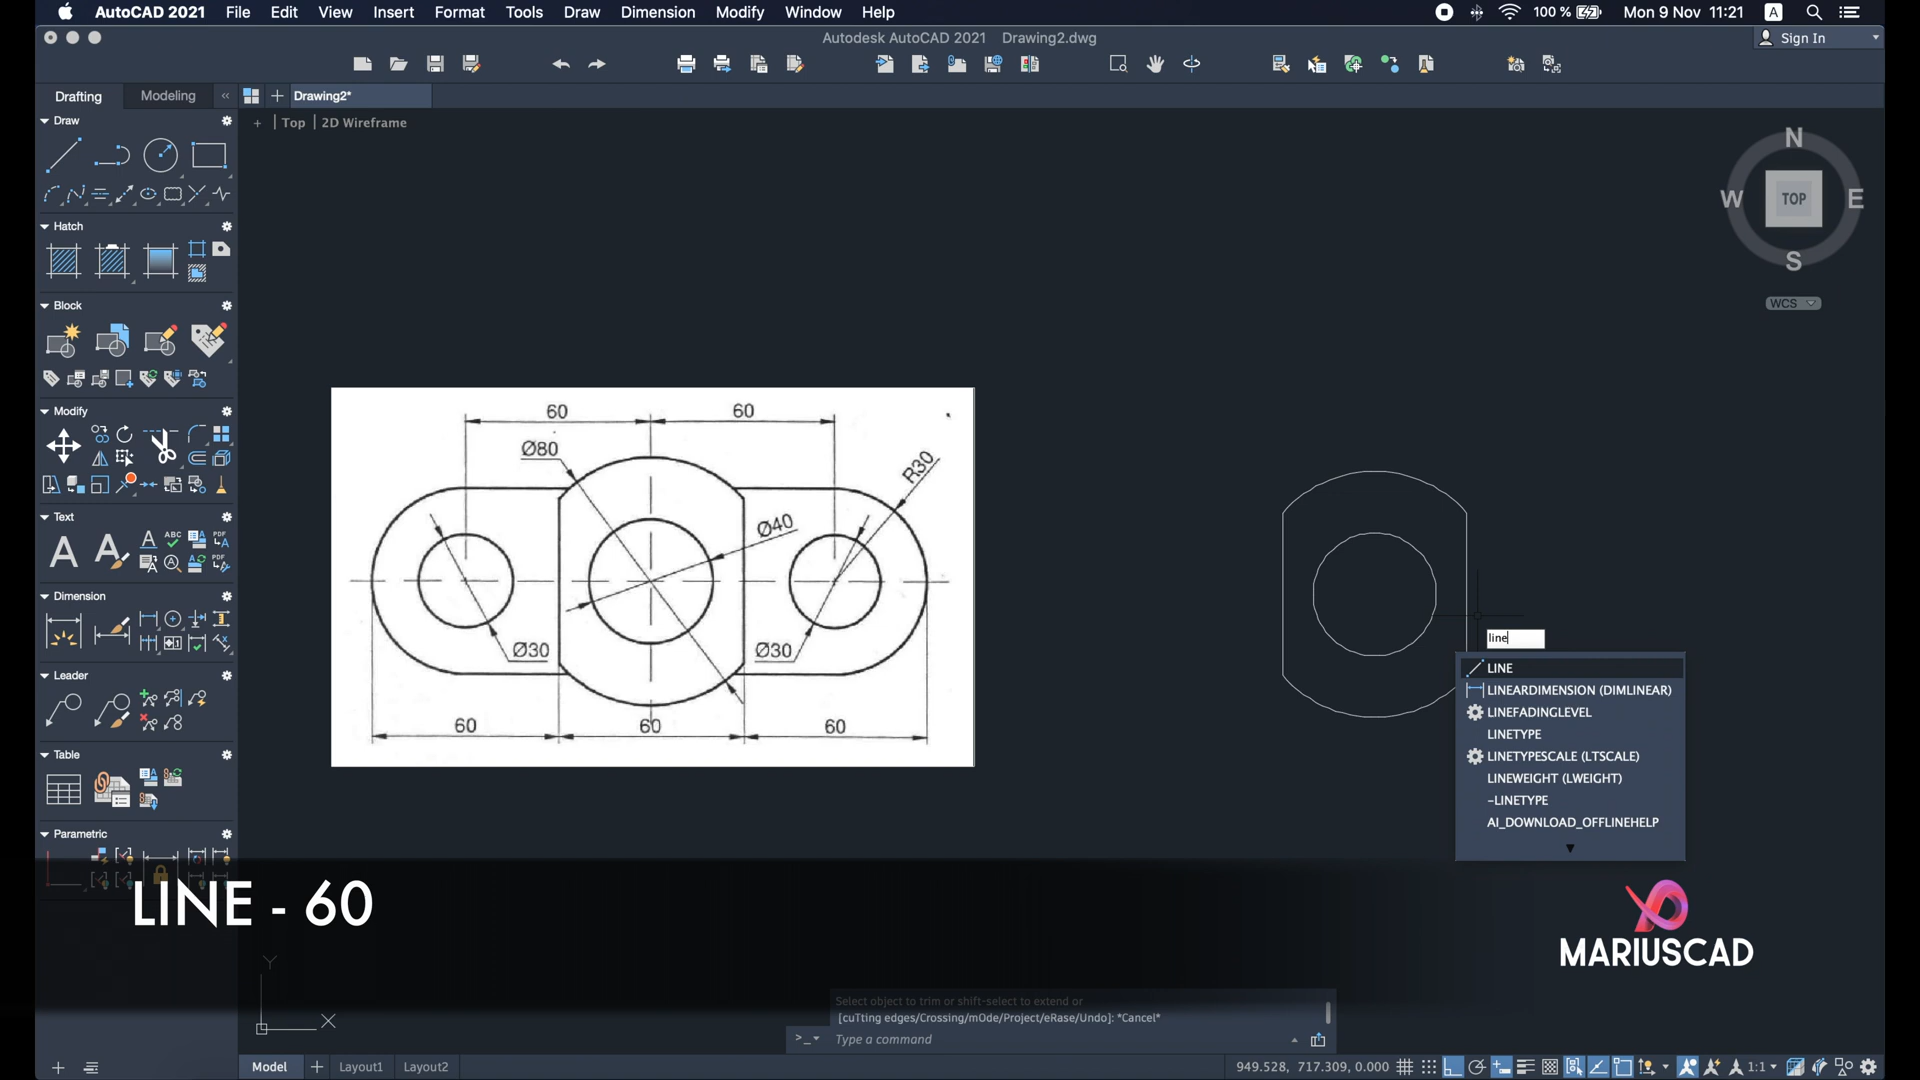 AutoCAD 2021 File Edit View Insert Format Tools Draw Dimension Modify Window Help
100 % Mon 9 Nov 11:21 A
Autodesk AutoCAD 2021 Drawing2.dwg
Sign In
Drafting Modeling « + Drawing2*
+ | Top | 2D Wireframe
Draw
Hatch
Block
Modify
Text
A
ABC
PDF
Dimension
Leader
Table
Parametric
N
W TOP E
S
WCS
60 60
Ø80
R30
Ø40
Ø30 Ø30
60 60 60
line
LINE
LINEARDIMENSION (DIMLINEAR)
LINEFADINGLEVEL
LINETYPE
LINETYPESCALE (LTSCALE)
LINEWEIGHT (LWEIGHT)
-LINETYPE
AI_DOWNLOAD_OFFLINEHELP
LINE - 60
MARIUSCAD
Y
X
Select object to trim or shift-select to extend or
[cuTting edges/Crossing/mOde/Project/eRase/Undo]: *Cancel*
>_ Type a command
Model + Layout1 Layout2
949.528, 717.309, 0.000 1:1